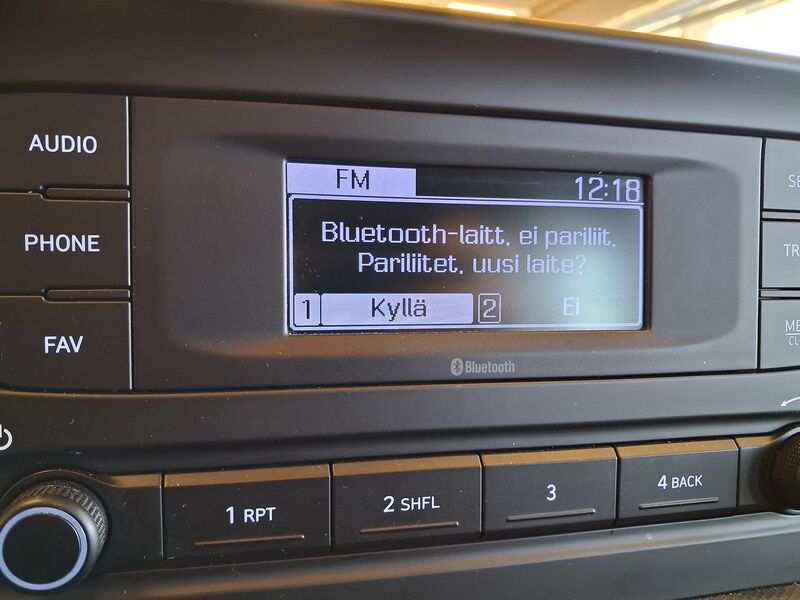 AUDIO
FM
12:18
PHONE
Bluetooth-laitt. ei pariliit.
Pariliitet. uusi laite?
1 Kyllä 2 Ei
FAV
Bluetooth
1 RPT
2 SHFL
3
4 BACK